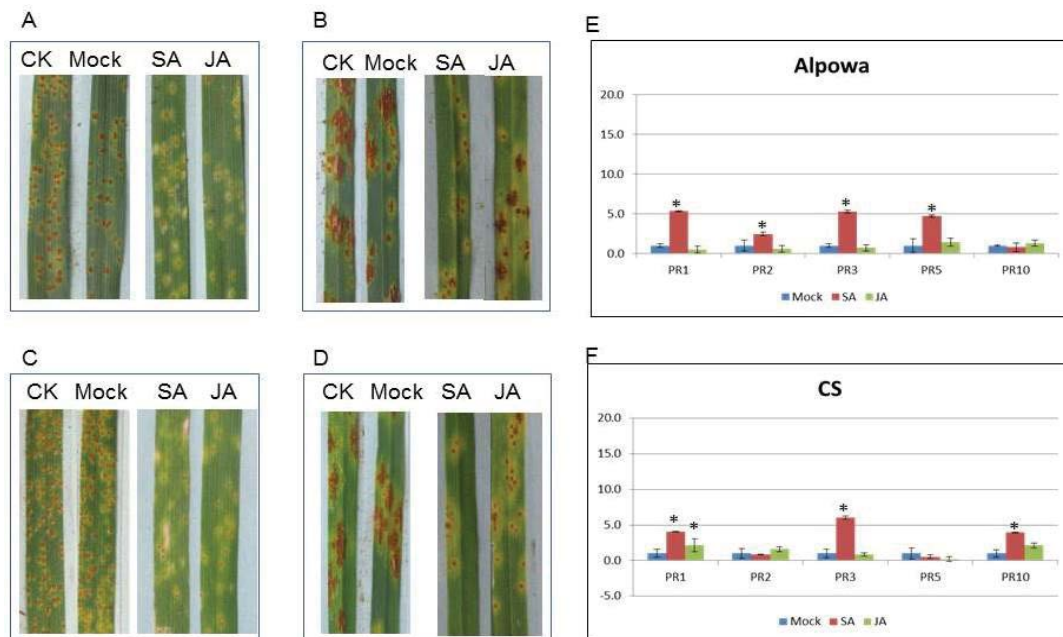 A
CK Mock SA JA
B
CK Mock SA JA
E
Alpowa
20.0
15.0
10.0
5.0
0.0
* * * *
PR1 PR2 PR3 PR5 PR10
Mock SA JA
C
CK Mock SA JA
D
CK Mock SA JA
F
CS
20.0
15.0
10.0
5.0
0.0
-5.0
* * * *
PR1 PR2 PR3 PR5 PR10
Mock SA JA